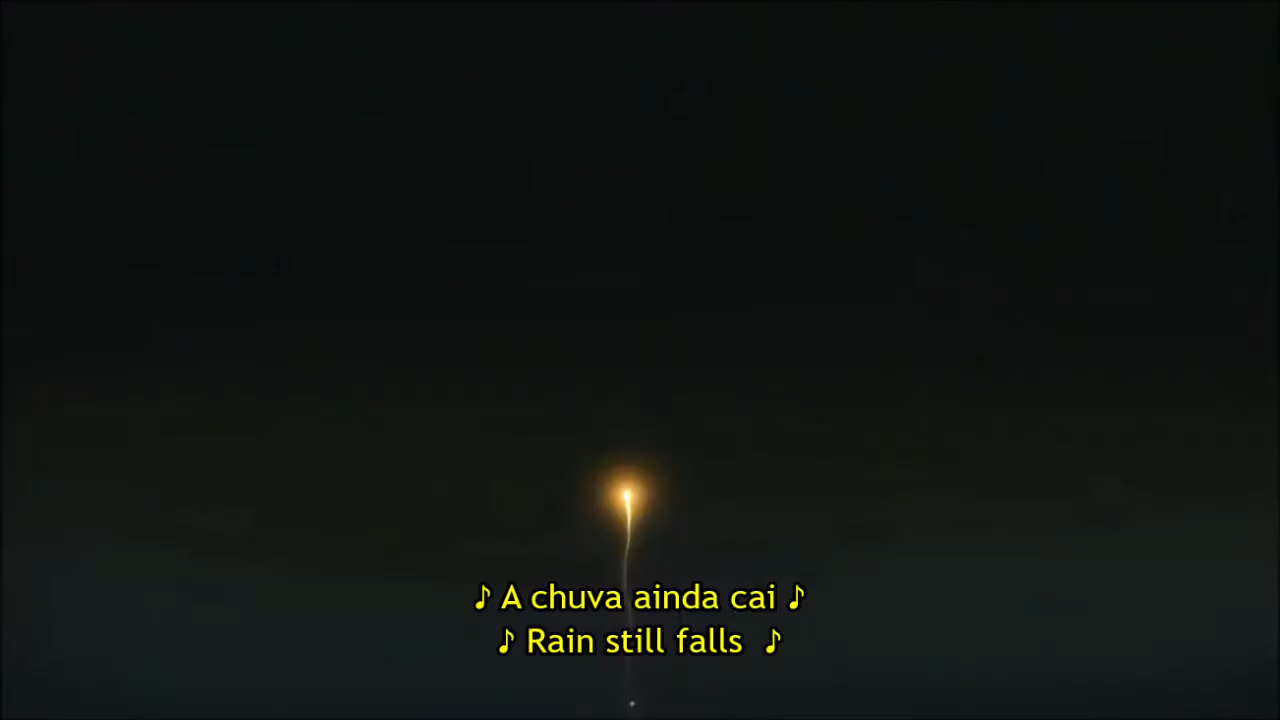 ♪ A chuva ainda cai ♪
♪ Rain still falls ♪